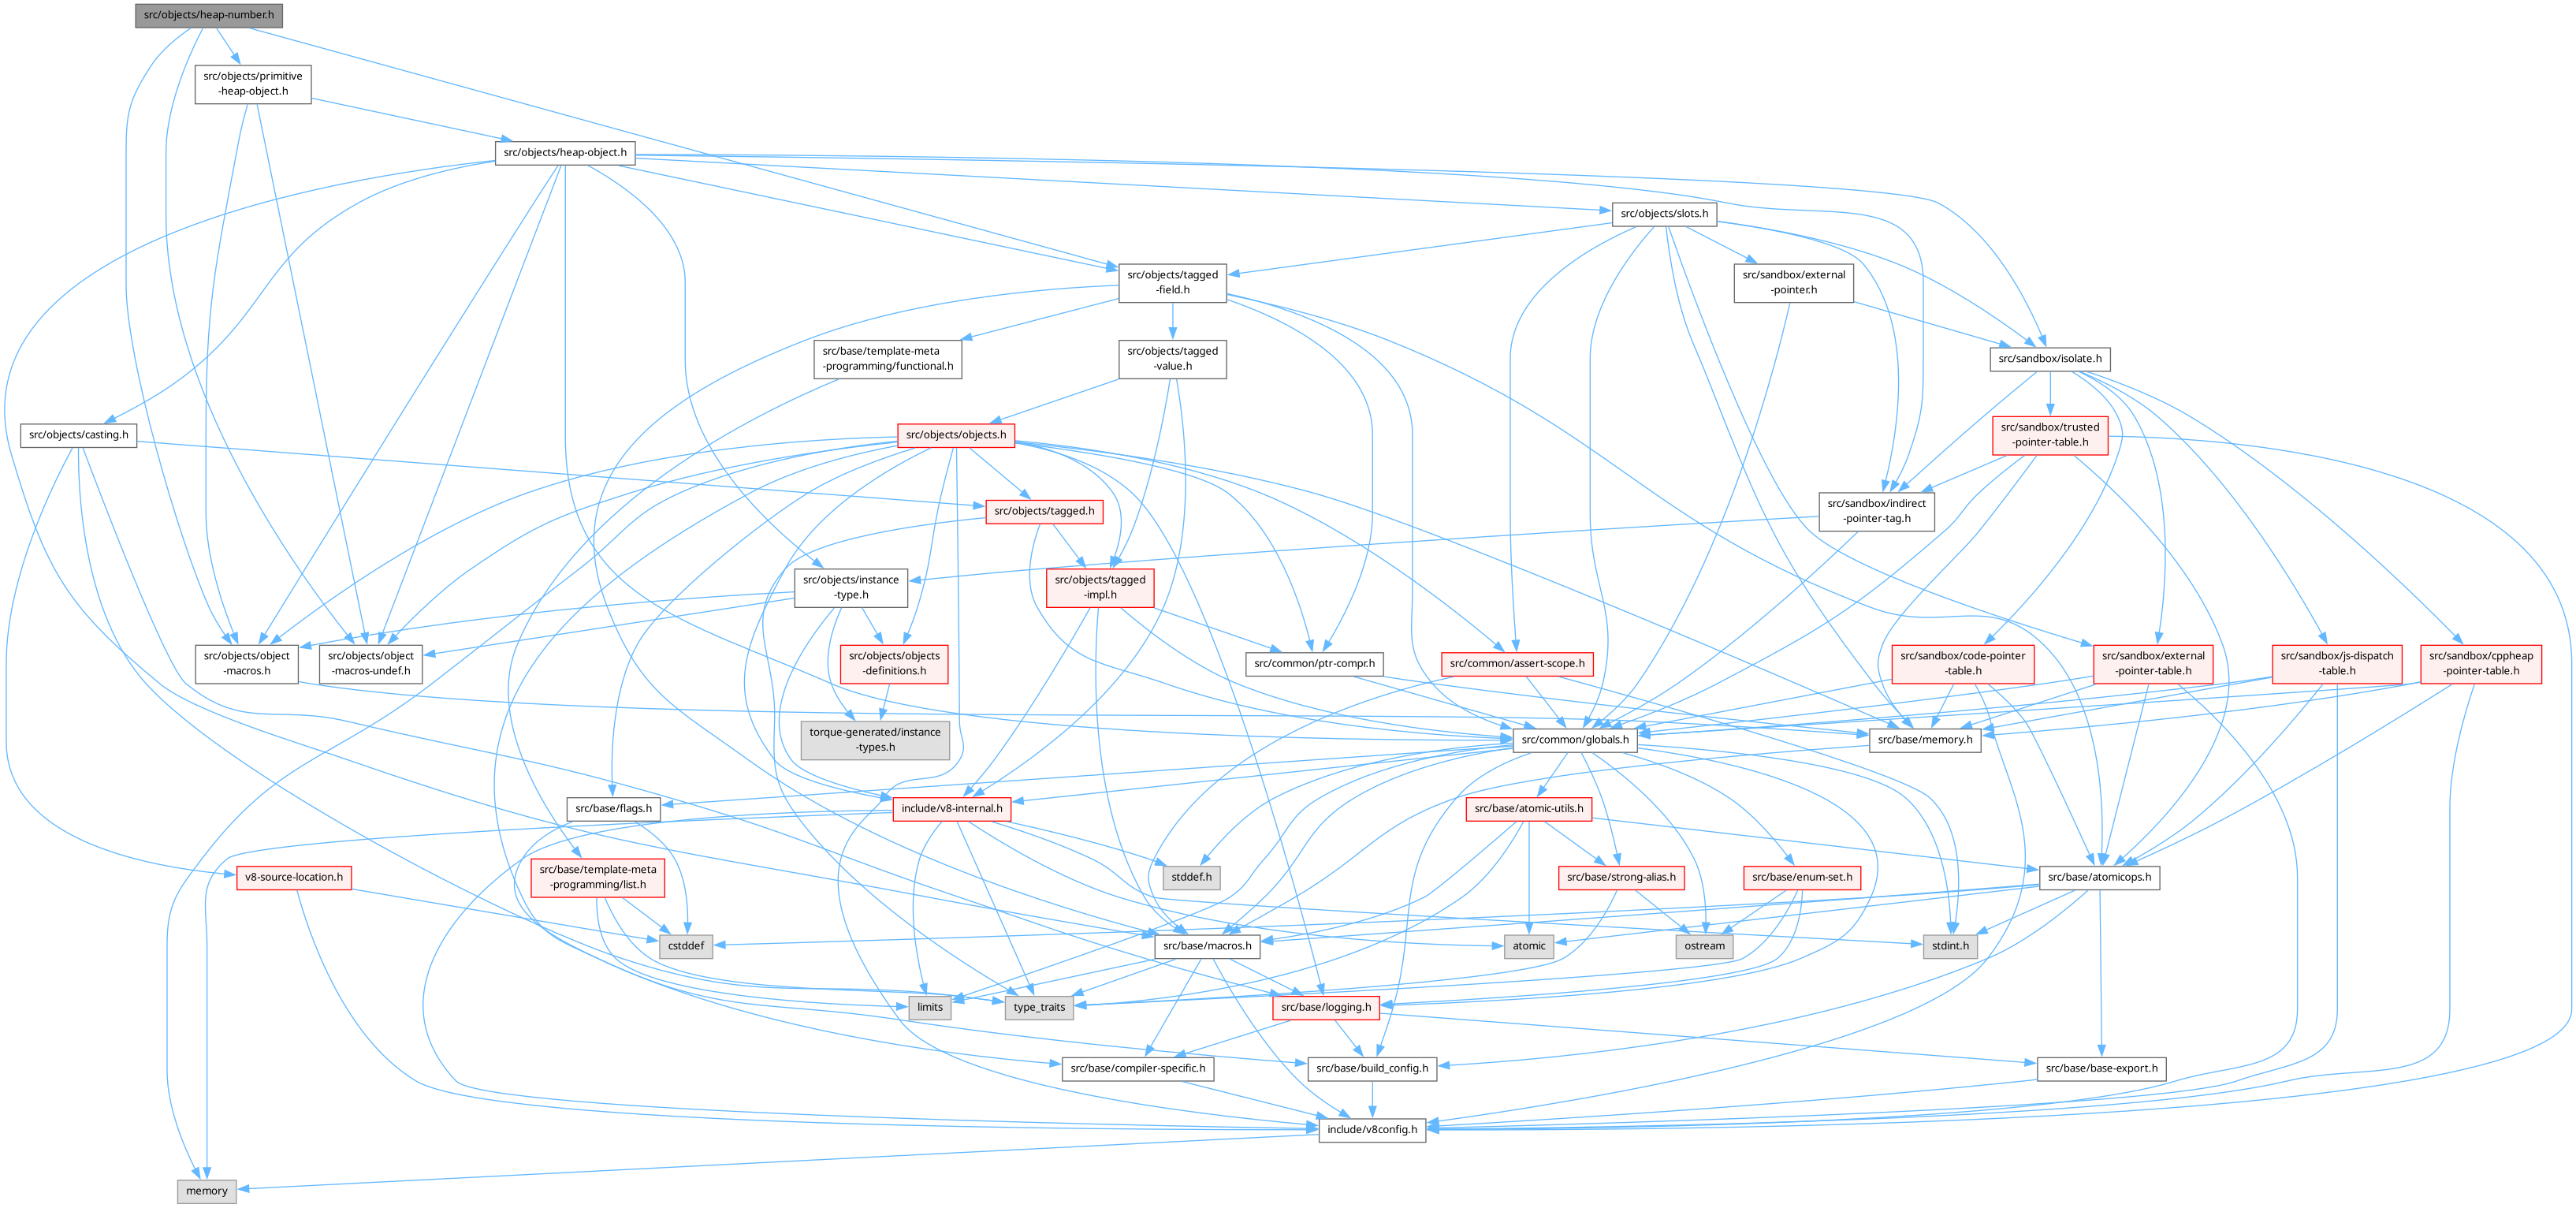 src/objects/heap-number.h
src/objects/primitive
-heap-object.h
src/objects/heap-object.h
src/objects/slots.h
src/objects/tagged
-field.h
src/sandbox/external
-pointer.h
src/base/template-meta
-programming/functional.h
src/objects/tagged
-value.h
src/sandbox/isolate.h
src/objects/casting.h
src/objects/objects.h
src/sandbox/trusted
-pointer-table.h
src/objects/tagged.h
src/sandbox/indirect
-pointer-tag.h
src/objects/instance
-type.h
src/objects/tagged
-impl.h
src/objects/object
-macros.h
src/objects/object
-macros-undef.h
src/objects/objects
-definitions.h
src/common/ptr-compr.h
src/common/assert-scope.h
src/sandbox/code-pointer
-table.h
src/sandbox/external
-pointer-table.h
src/sandbox/js-dispatch
-table.h
src/sandbox/cppheap
-pointer-table.h
torque-generated/instance
-types.h
src/common/globals.h
src/base/memory.h
src/base/flags.h
include/v8-internal.h
src/base/atomic-utils.h
v8-source-location.h
src/base/template-meta
-programming/list.h
stddef.h
src/base/strong-alias.h
src/base/enum-set.h
src/base/atomicops.h
cstddef
src/base/macros.h
atomic
ostream
stdint.h
limits
type_traits
src/base/logging.h
src/base/compiler-specific.h
src/base/build_config.h
src/base/base-export.h
include/v8config.h
memory